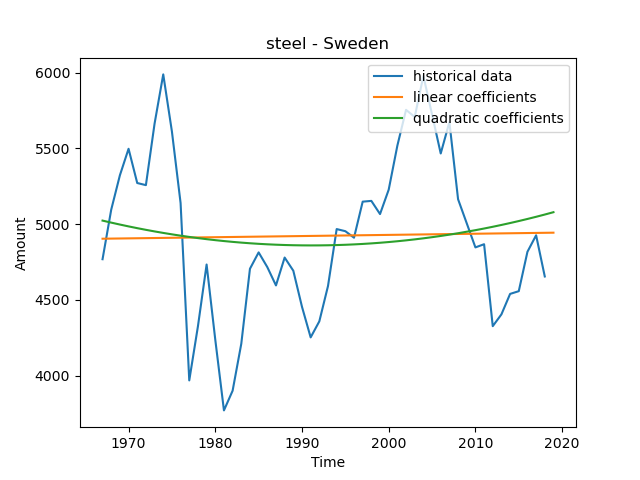 steel - Sweden
historical data
linear coefficients
quadratic coefficients
Amount
6000
5500
5000
4500
4000
1970 1980 1990 2000 2010 2020
Time